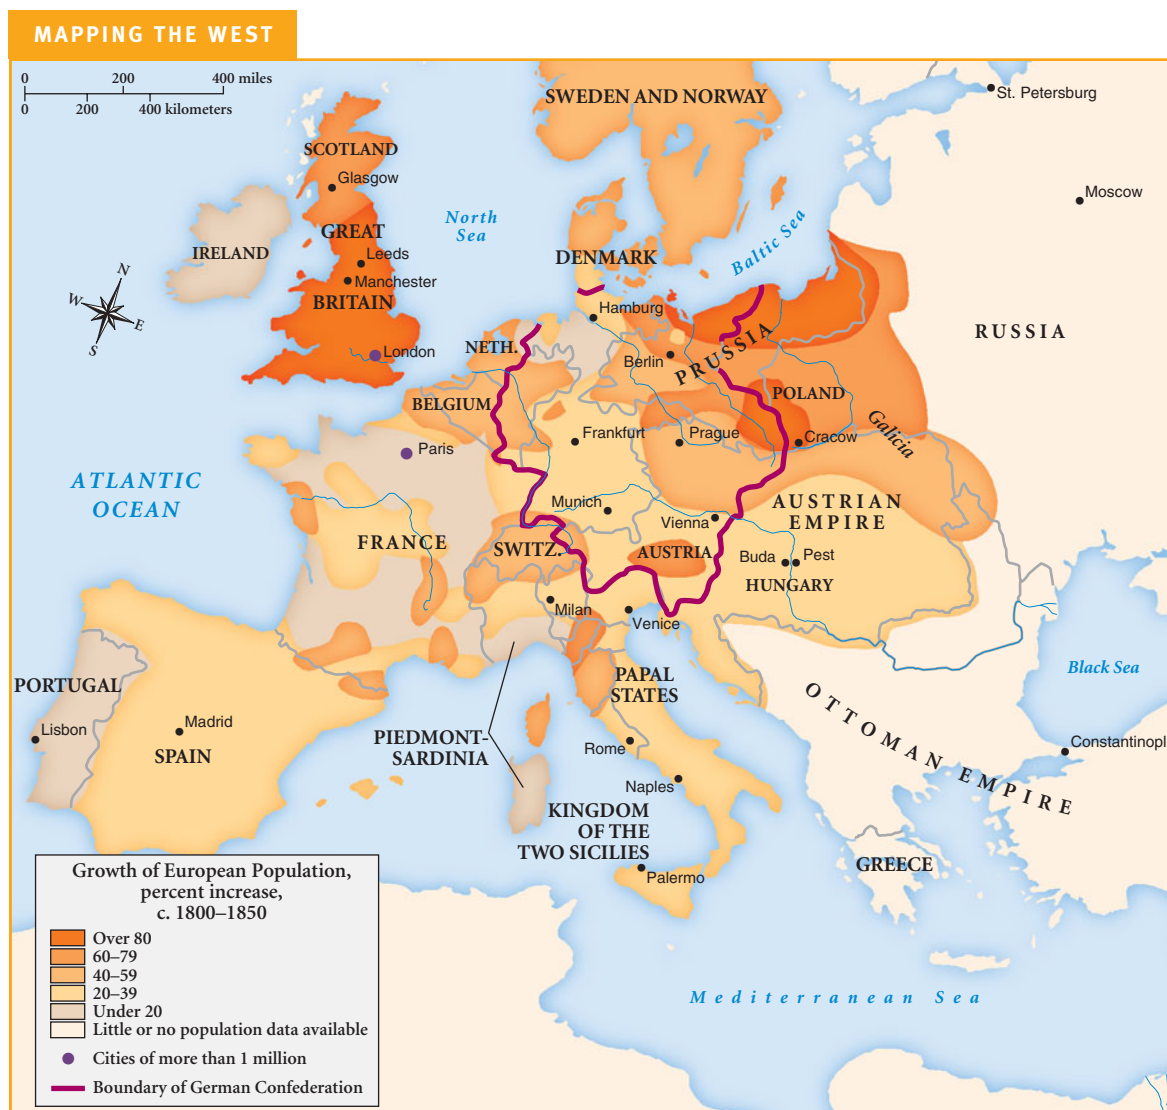 MAPPING THE WEST
0 200 400 miles
0 200 400 kilometers
N
W
E
S
SWEDEN AND NORWAY
St. Petersburg
SCOTLAND
Glasgow
Moscow
North
Sea
Baltic Sea
GREAT
BRITAIN
IRELAND
Leeds
Manchester
London
DENMARK
Hamburg
RUSSIA
NETH.
Berlin
PRUSSIA
POLAND
BELGIUM
Frankfurt
Prague
Cracow
Galicia
Paris
ATLANTIC
OCEAN
Munich
Vienna
AUSTRIAN
EMPIRE
FRANCE
SWITZ.
AUSTRIA
Buda
Pest
HUNGARY
Milan
Venice
Black Sea
PORTUGAL
PAPAL
STATES
OTTOMAN EMPIRE
Lisbon
Madrid
SPAIN
PIEDMONT-
SARDINIA
Rome
Constantinopl
Naples
KINGDOM
OF THE
TWO SICILIES
GREECE
Palermo
Mediterranean Sea
Growth of European Population,
percent increase,
c. 1800–1850
Over 80
60–79
40–59
20–39
Under 20
Little or no population data available
Cities of more than 1 million
Boundary of German Confederation